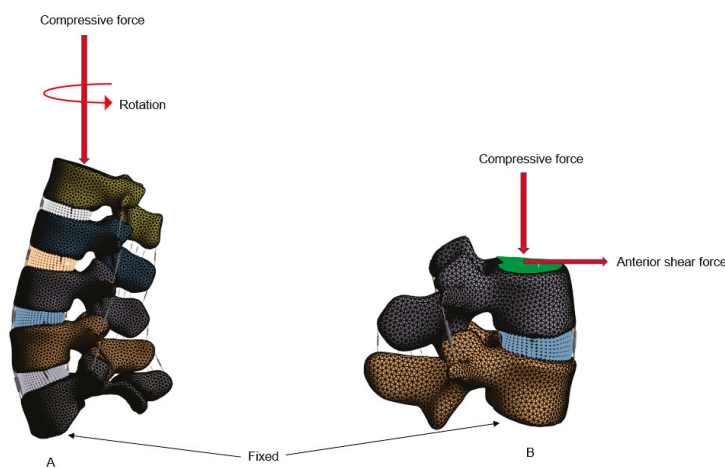 Compressive force
Rotation
Compressive force
Anterior shear force
Fixed
A
B